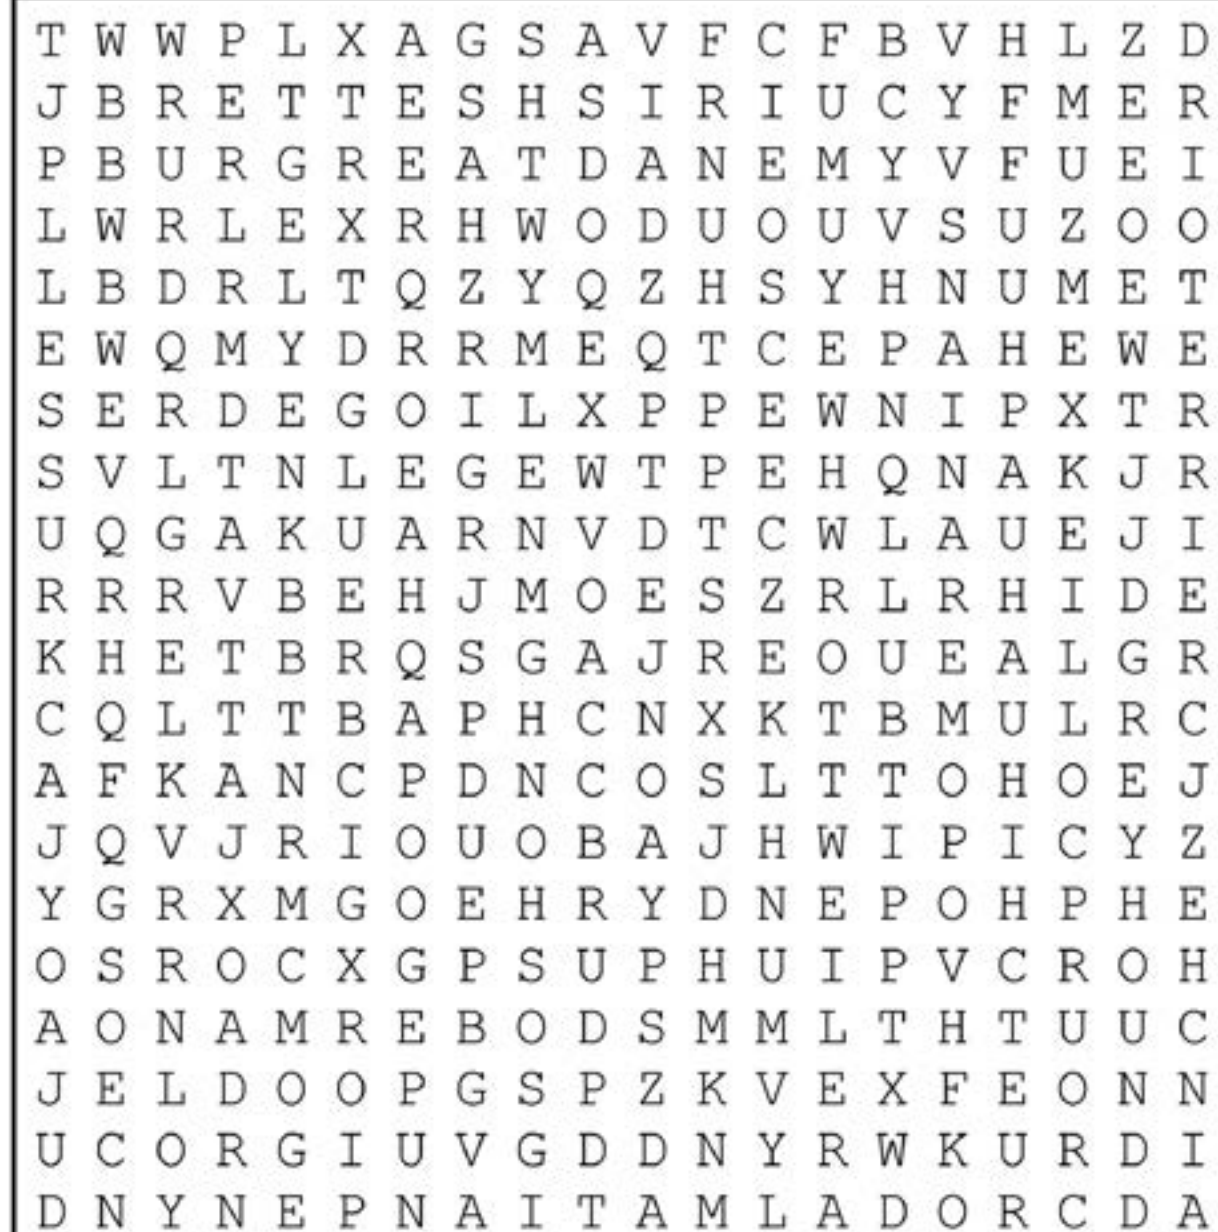 T W W P L X A G S A V F C F B V H L Z D
J B R E T T E S H S I R I U C Y F M E R
P B U R G R E A T D A N E M Y V F U E I
L W R L E X R H W O D U O U V S U Z O O
L B D R L T Q Z Y Q Z H S Y H N U M E T
E W Q M Y D R R M E Q T C E P A H E W E
S E R D E G O I L X P P E W N I P X T R
S V L T N L E G E W T P E H Q N A K J R
U Q G A K U A R N V D T C W L A U E J I
R R R V B E H J M O E S Z R L R H I D E
K H E T B R Q S G A J R E O U E A L G R
C Q L T T B A P H C N X K T B M U L R C
A F K A N C P D N C O S L T T O H O E J
J Q V J R I O U O B A J H W I P I C Y Z
Y G R X M G O E H R Y D N E P O H P H E
O S R O C X G P S U P H U I P V C R O H
A O N A M R E B O D S M M L T H T U U C
J E L D O O P G S P Z K V E X F E O N N
U C O R G I U V G D D N Y R W K U R D I
D N Y N E P N A I T A M L A D O R C D A